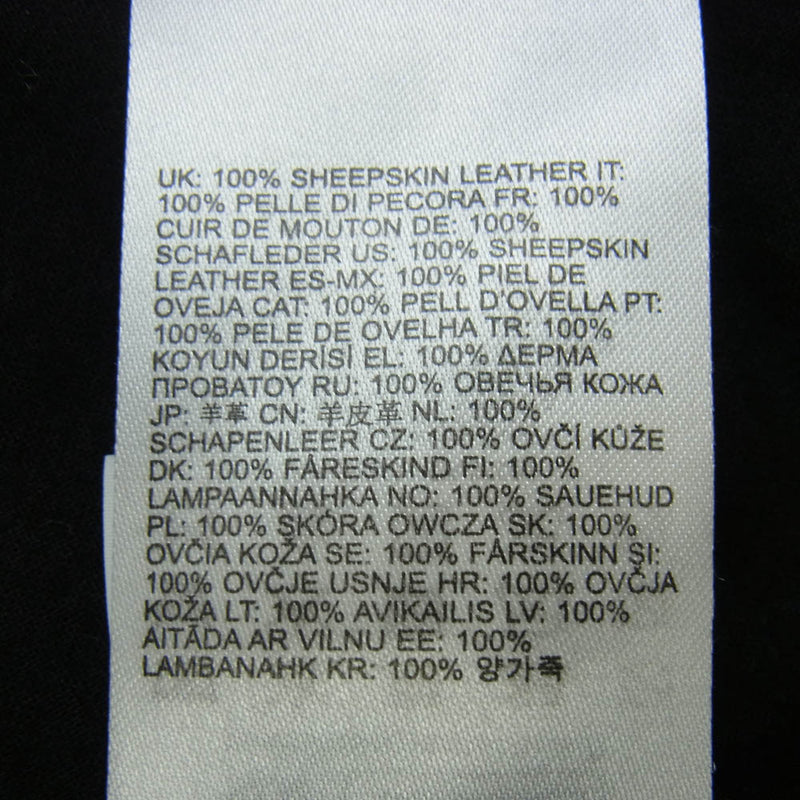 UK: 100% SHEEPSKIN LEATHER IT:
100% PELLE DI PECORA FR: 100%
CUIR DE MOUTON DE: 100%
SCHAFLEDER US: 100% SHEEPSKIN
LEATHER ES-MX: 100% PIEL DE
OVEJA CAT: 100% PELL D'OVELLA PT:
100% PELE DE OVELHA TR: 100%
KOYUN DERİSİ EL: 100% ΔΕΡΜΑ
ΠΡΟΒΑΤΟΥ RU: 100% ОВЕЧЬЯ КОЖА
JP: 羊革 CN: 羊皮革 NL: 100%
SCHAPENLEER CZ: 100% OVČÍ KŮŽE
DK: 100% FÅRESKIND FI: 100%
LAMPAANNAHKA NO: 100% SAUEHUD
PL: 100% SKÓRA OWCZA SK: 100%
OVČIA KOŽA SE: 100% FÅRSKINN SI:
100% OVČJE USNJE HR: 100% OVČJA
KOŽA LT: 100% AVIKAILIS LV: 100%
AITĀDA AR VILNU EE: 100%
LAMBANAHK KR: 100% 양가죽